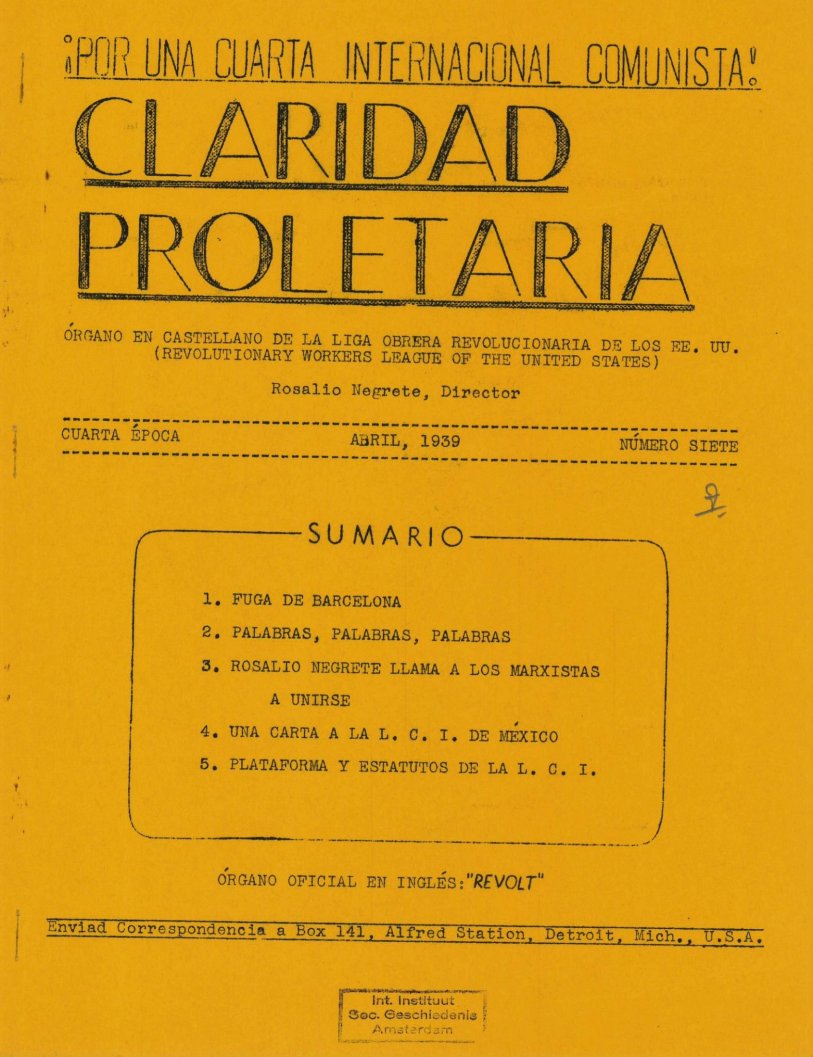 ¡POR UNA CUARTA INTERNACIONAL COMUNISTA!
CLARIDAD
PROLETARIA
ÓRGANO EN CASTELLANO DE LA LIGA OBRERA REVOLUCIONARIA DE LOS EE. UU.
(REVOLUTIONARY WORKERS LEAGUE OF THE UNITED STATES)
Rosalio Negrete, Director
CUARTA ÉPOCA ABRIL, 1939 NÚMERO SIETE
SUMARIO
1. FUGA DE BARCELONA
2. PALABRAS, PALABRAS, PALABRAS
3. ROSALIO NEGRETE LLAMA A LOS MARXISTAS
A UNIRSE
4. UNA CARTA A LA L. C. I. DE MÉXICO
5. PLATAFORMA Y ESTATUTOS DE LA L. C. I.
ÓRGANO OFICIAL EN INGLÉS:"REVOLT"
Enviad Correspondencia a Box 141, Alfred Station, Detroit, Mich., U.S.A.
Int. Instituut
Soc. Geschiedenis
Amsterdam